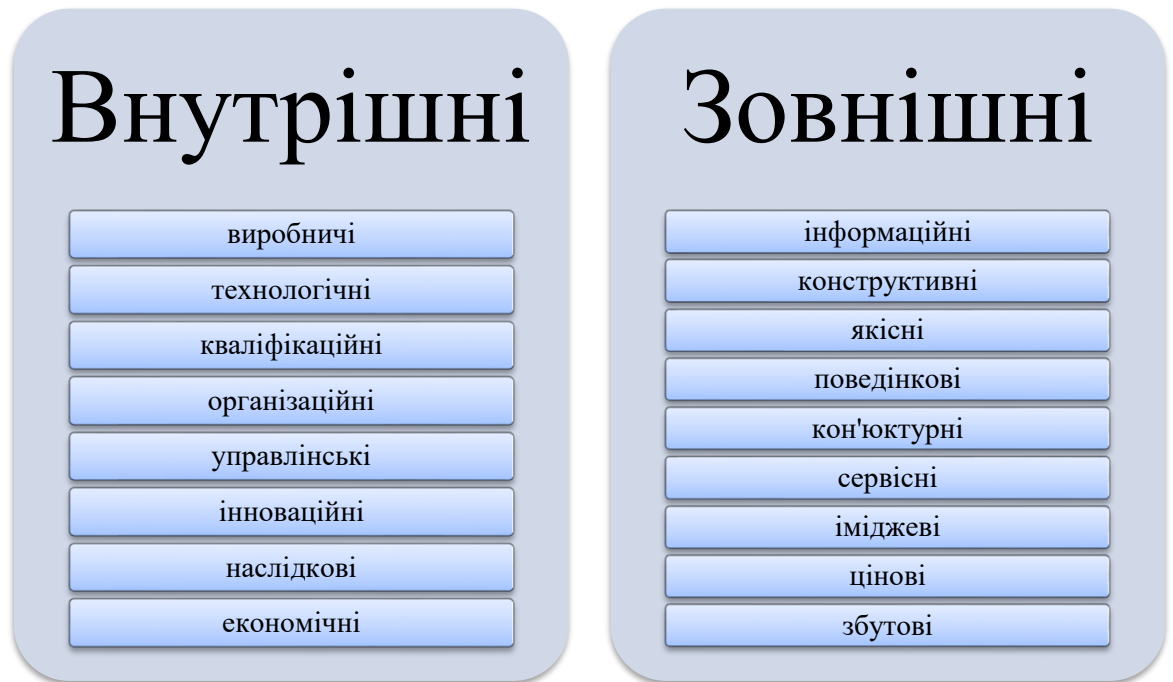 Внутрішні
виробничі
технологічні
кваліфікаційні
організаційні
управлінські
інноваційні
наслідкові
економічні
Зовнішні
інформаційні
конструктивні
якісні
поведінкові
кон'юктурні
сервісні
іміджеві
цінові
збутові